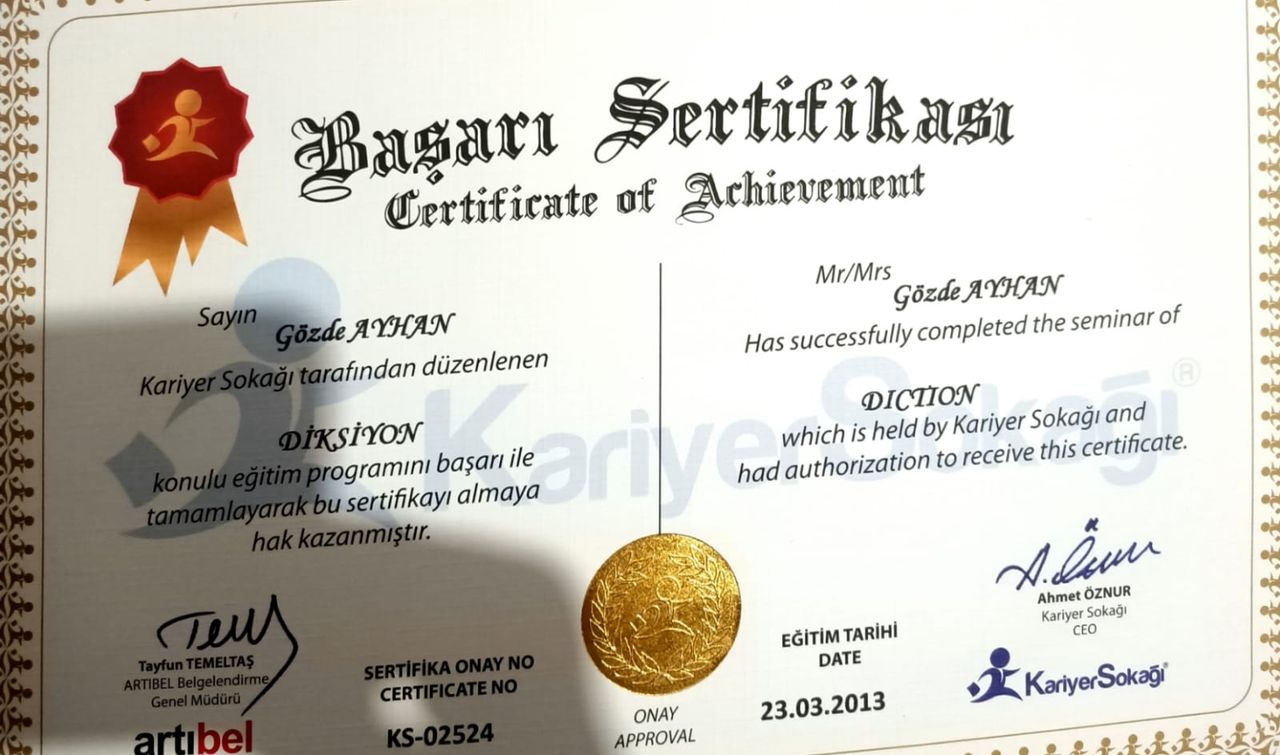 Başarı Sertifikası
Certificate of Achievement
Sayın
Gözde AYHAN
Kariyer Sokağı tarafından düzenlenen
DİKSİYON
konulu eğitim programını başarı ile
tamamlayarak bu sertifikayı almaya
hak kazanmıştır.
Mr/Mrs
Gözde AYHAN
Has successfully completed the seminar of
DICTION
which is held by Kariyer Sokağı and
had authorization to receive this certificate.
KariyerSokağı®
Tayfun TEMELTAŞ
ARTIBEL Belgelendirme
Genel Müdürü
artıbel
SERTİFİKA ONAY NO
CERTIFICATE NO
KS-02524
ONAY
APPROVAL
EĞİTİM TARİHİ
DATE
23.03.2013
A. Öznur
Ahmet ÖZNUR
Kariyer Sokağı
CEO
KariyerSokağı®